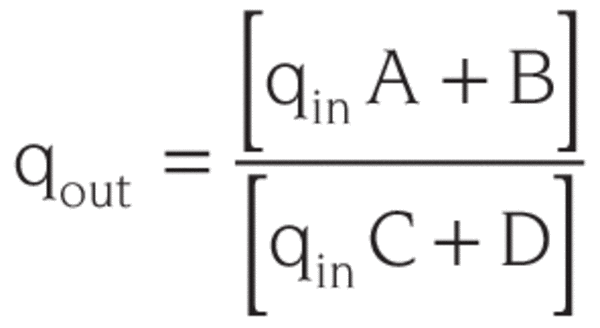 q_out = [q_in A + B] / [q_in C + D]